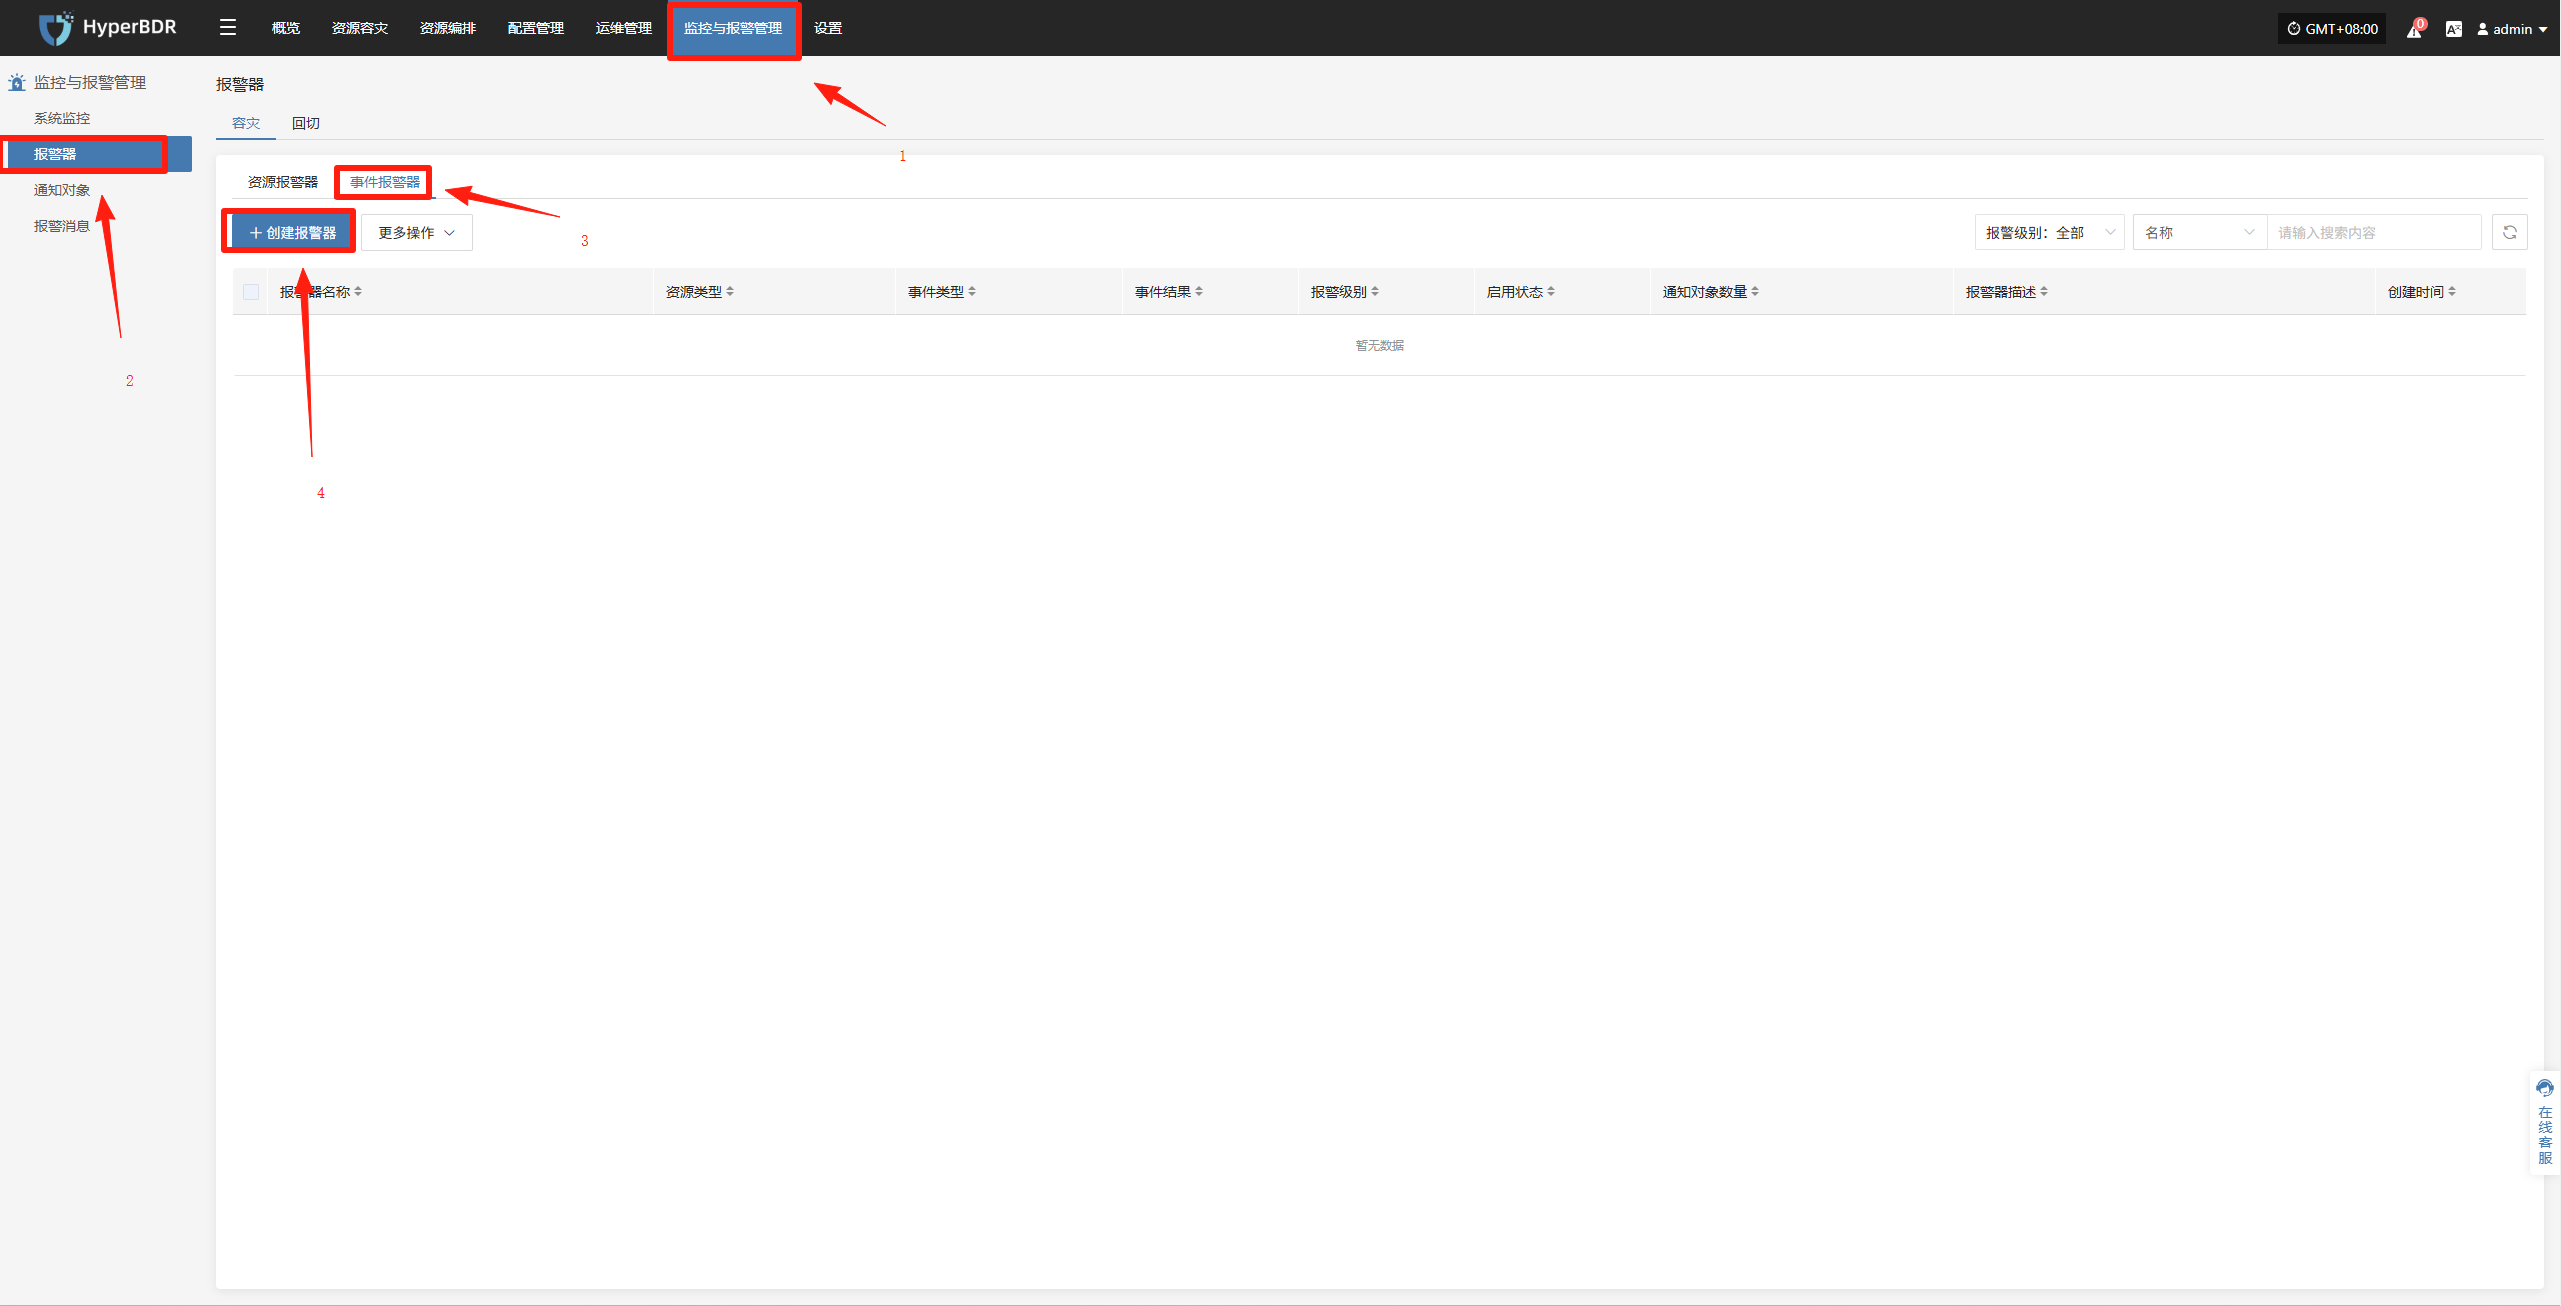 HyperBDR 概览 资源容灾 资源编排 配置管理 运维管理 监控与报警管理 设置 GMT+08:00 0 admin
监控与报警管理
系统监控
报警器
通知对象
报警消息
报警器
容灾 回切
1
资源报警器 事件报警器
3
创建报警器 更多操作 报警级别：全部 名称 请输入搜索内容
报警器名称 资源类型 事件类型 事件结果 报警级别 启用状态 通知对象数量 报警器描述 创建时间
暂无数据
2
4
在线客服